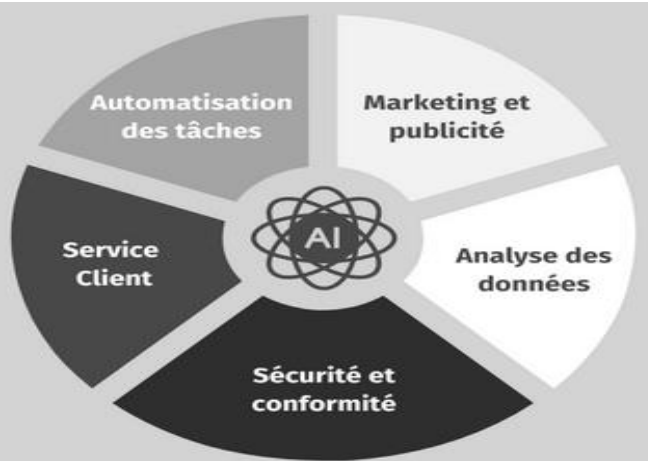 Automatisation
des tâches
Marketing et
publicité
Service
Client
AI
Analyse des
données
Sécurité et
conformité